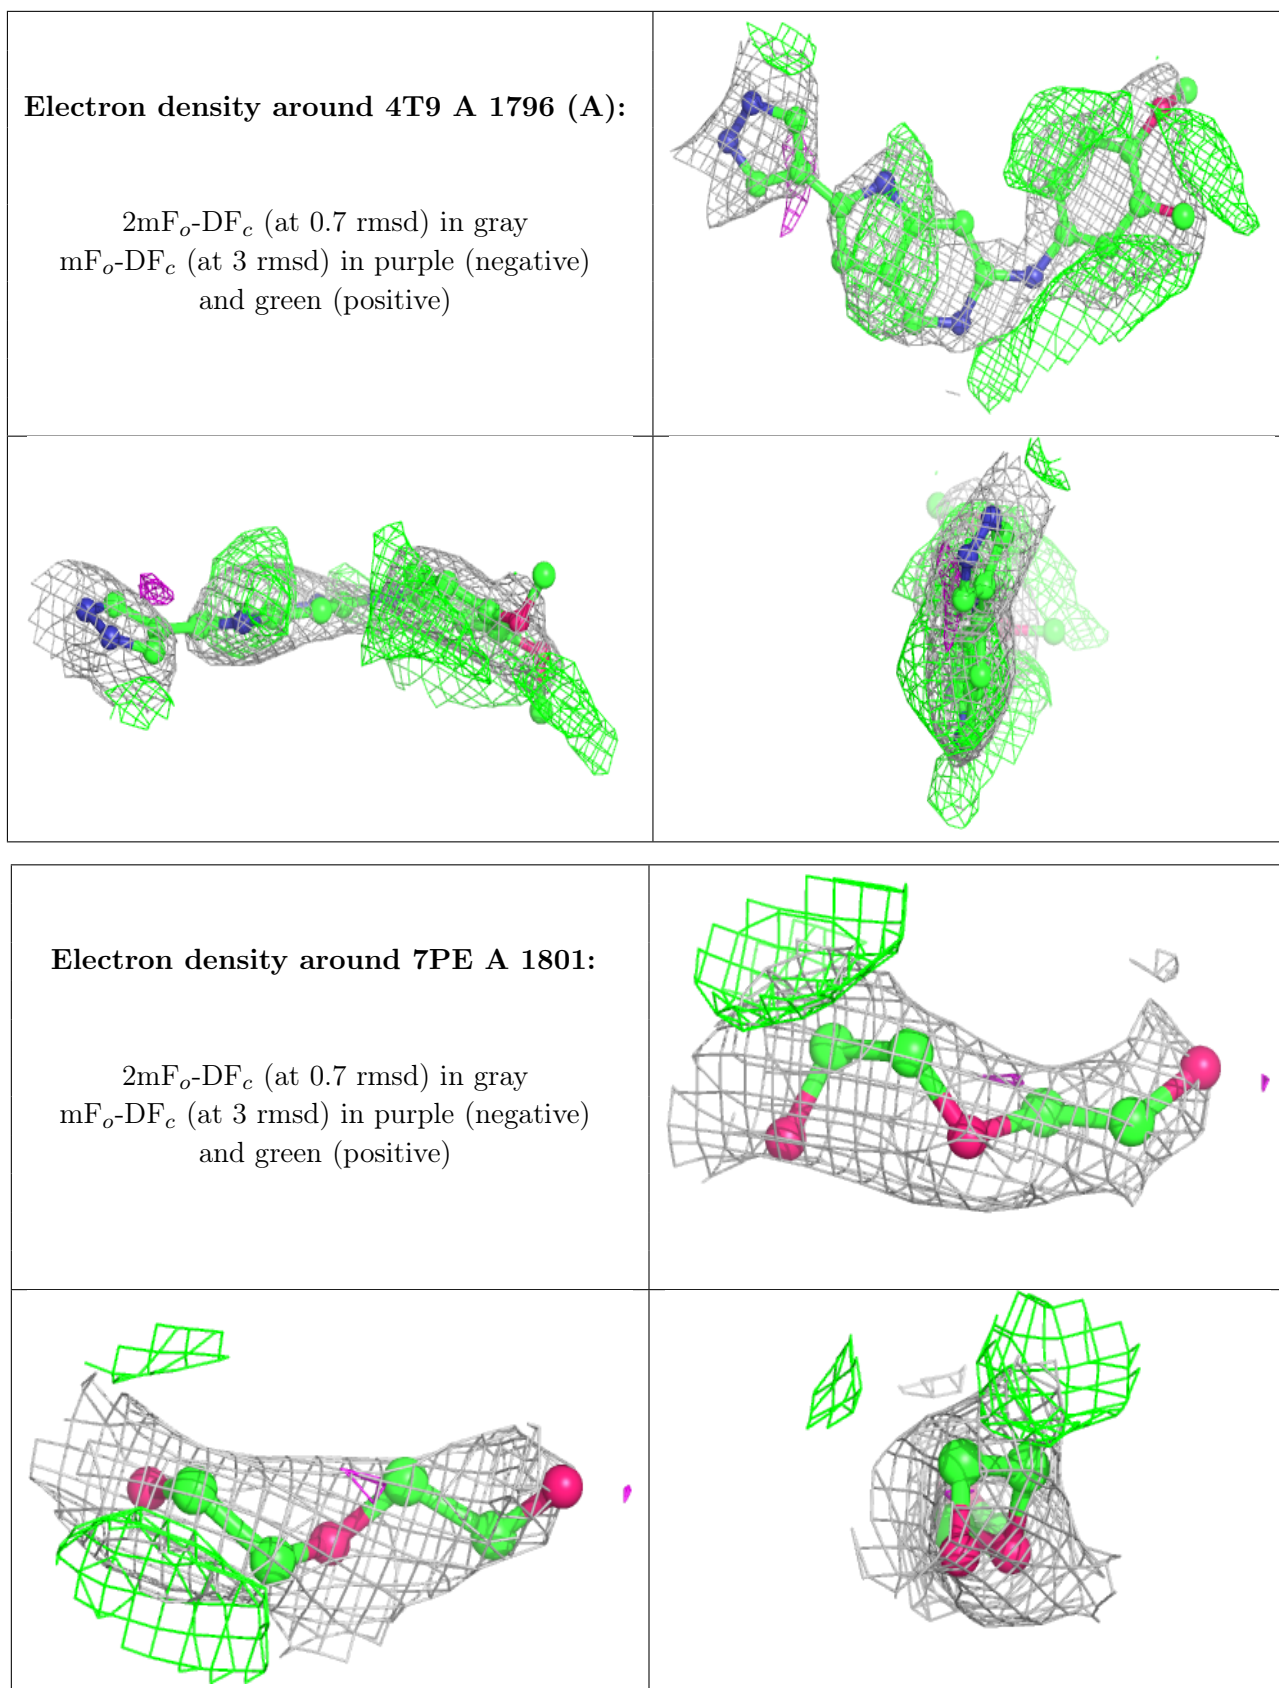 Electron density around 4T9 A 1796 (A):
2mFo-DFc (at 0.7 rmsd) in gray
mFo-DFc (at 3 rmsd) in purple (negative)
and green (positive)
Electron density around 7PE A 1801:
2mFo-DFc (at 0.7 rmsd) in gray
mFo-DFc (at 3 rmsd) in purple (negative)
and green (positive)